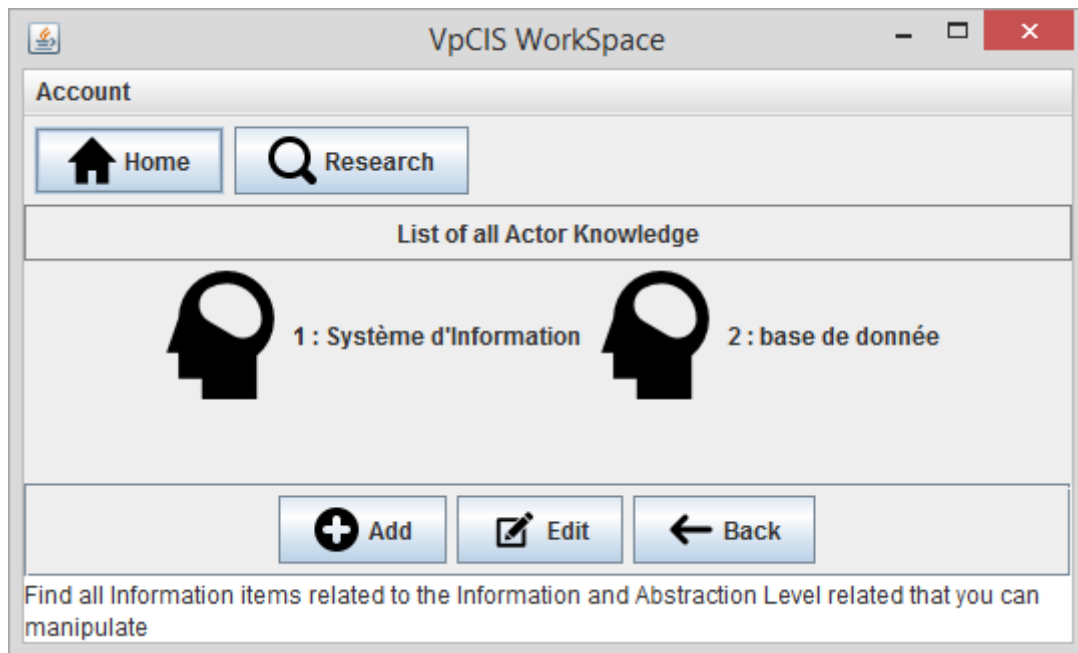 VpCIS WorkSpace
Account
Home Research
List of all Actor Knowledge
1 : Système d'Information 2 : base de donnée
Add Edit Back
Find all Information items related to the Information and Abstraction Level related that you can
manipulate